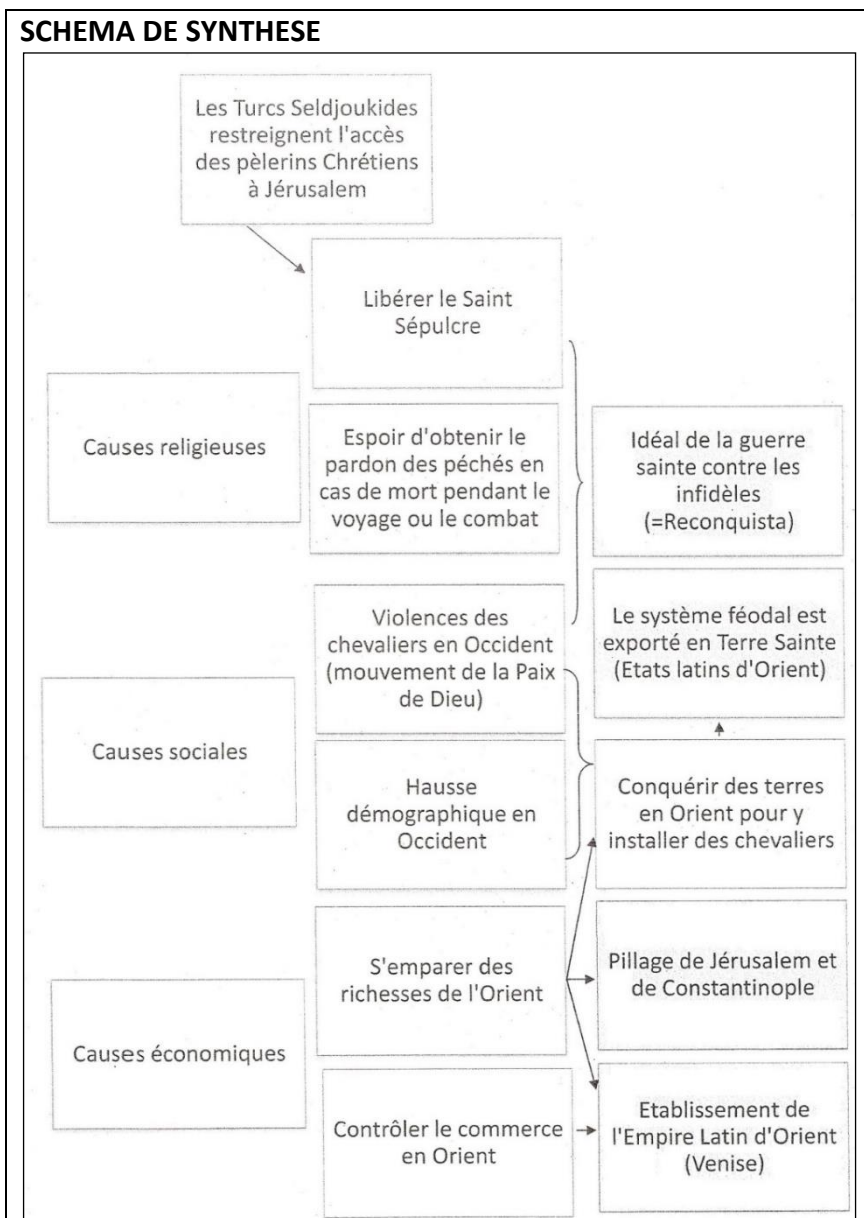 SCHEMA DE SYNTHESE
Les Turcs Seldjoukides
restreignent l'accès
des pèlerins Chrétiens
à Jérusalem
Libérer le Saint
Sépulcre
Causes religieuses
Espoir d'obtenir le
pardon des péchés en
cas de mort pendant le
voyage ou le combat
Idéal de la guerre
sainte contre les
infidèles
(=Reconquista)
Violences des
chevaliers en Occident
(mouvement de la Paix
de Dieu)
Le système féodal est
exporté en Terre Sainte
(Etats latins d'Orient)
Causes sociales
Hausse
démographique en
Occident
Conquérir des terres
en Orient pour y
installer des chevaliers
S'emparer des
richesses de l'Orient
Pillage de Jérusalem et
de Constantinople
Causes économiques
Contrôler le commerce
en Orient
Etablissement de
l'Empire Latin d'Orient
(Venise)